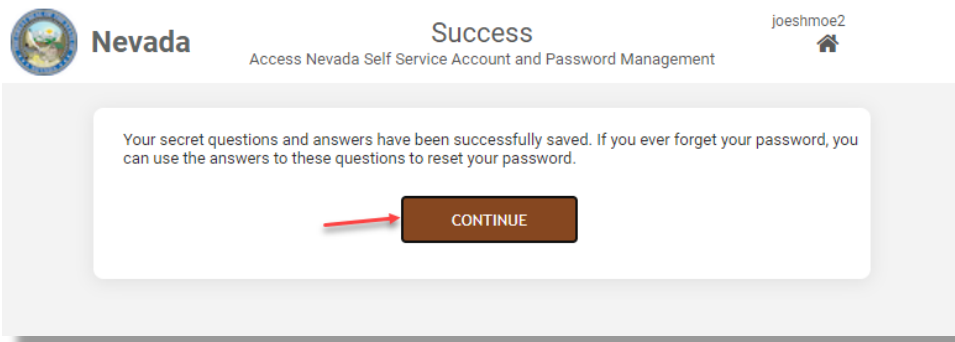 Nevada
Success
joeshmoe2
Access Nevada Self Service Account and Password Management
Your secret questions and answers have been successfully saved. If you ever forget your password, you
can use the answers to these questions to reset your password.
CONTINUE